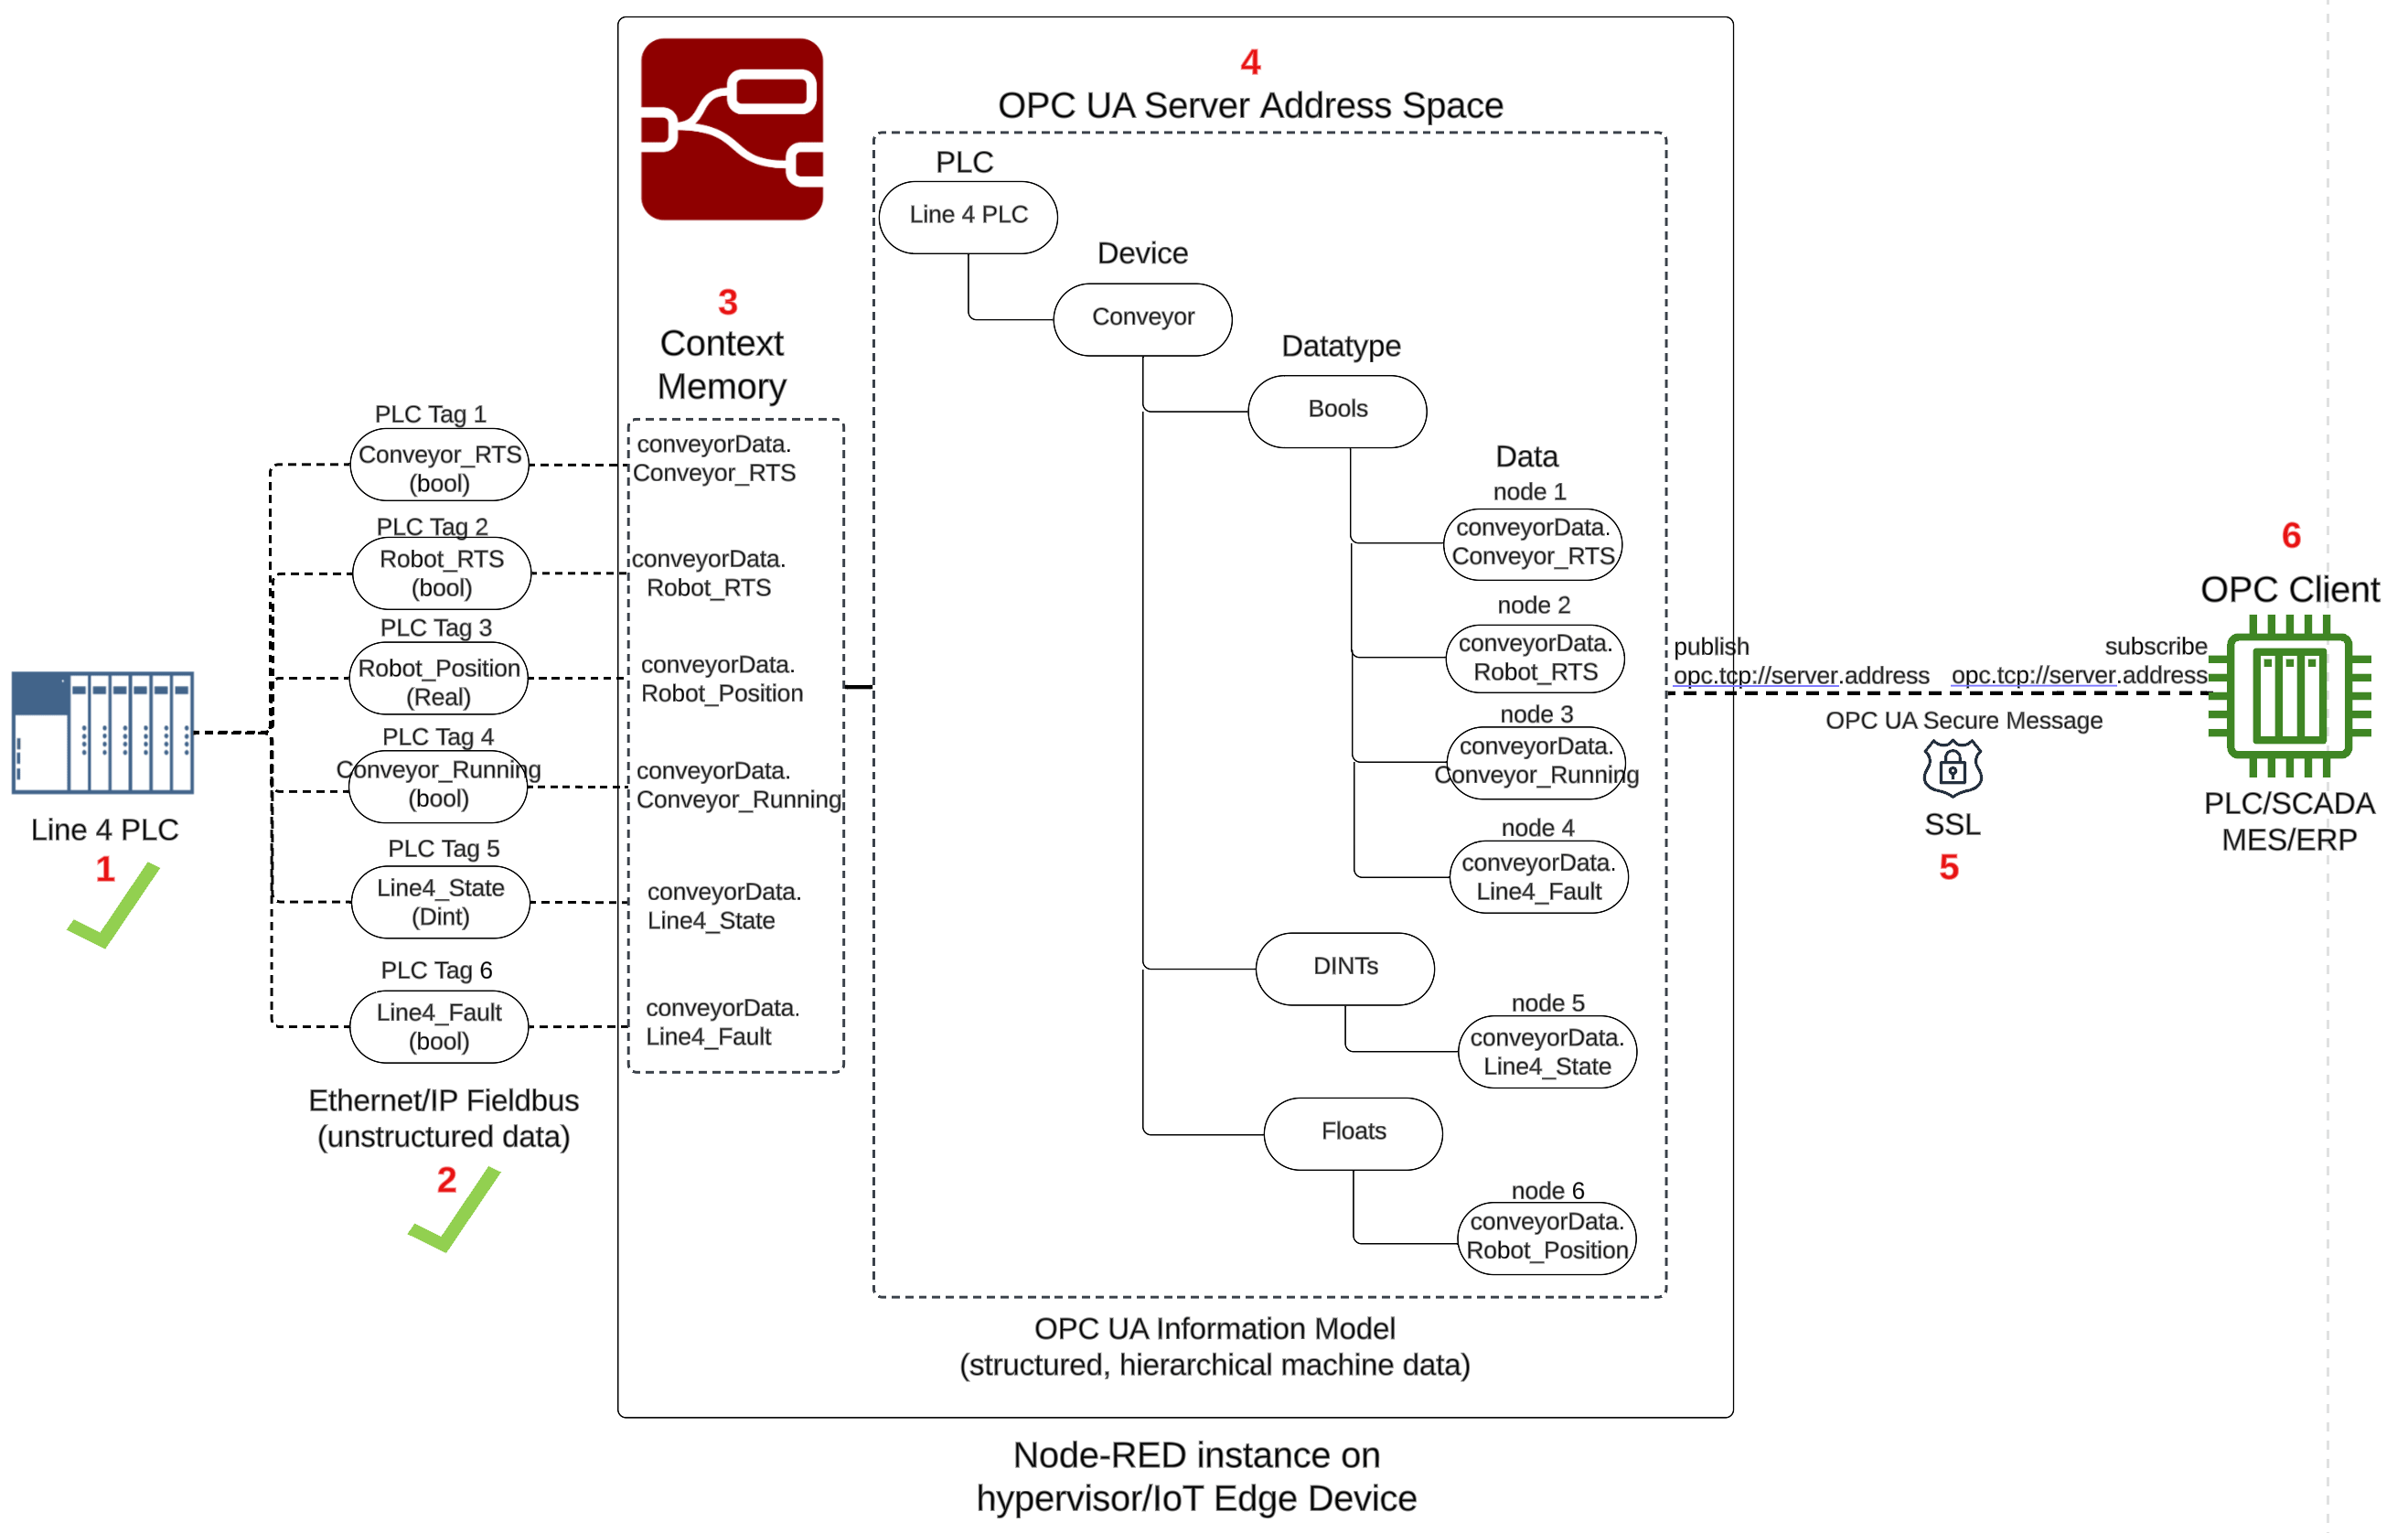 4
OPC UA Server Address Space
PLC
Line 4 PLC
Device
Conveyor
Datatype
Bools
Data
node 1
conveyorData.
Conveyor_RTS
node 2
conveyorData.
Robot_RTS
node 3
conveyorData.
Conveyor_Running
node 4
conveyorData.
Line4_Fault
DINTs
node 5
conveyorData.
Line4_State
Floats
node 6
conveyorData.
Robot_Position
OPC UA Information Model
(structured, hierarchical machine data)
Node-RED instance on
hypervisor/IoT Edge Device
3
Context
Memory
conveyorData.
Conveyor_RTS
conveyorData.
Robot_RTS
conveyorData.
Robot_Position
conveyorData.
Conveyor_Running
conveyorData.
Line4_State
conveyorData.
Line4_Fault
PLC Tag 1
Conveyor_RTS
(bool)
PLC Tag 2
Robot_RTS
(bool)
PLC Tag 3
Robot_Position
(Real)
PLC Tag 4
Conveyor_Running
(bool)
PLC Tag 5
Line4_State
(Dint)
PLC Tag 6
Line4_Fault
(bool)
Ethernet/IP Fieldbus
(unstructured data)
2
Line 4 PLC
1
publish
opc.tcp://server.address
subscribe
opc.tcp://server.address
OPC UA Secure Message
SSL
5
6
OPC Client
PLC/SCADA
MES/ERP